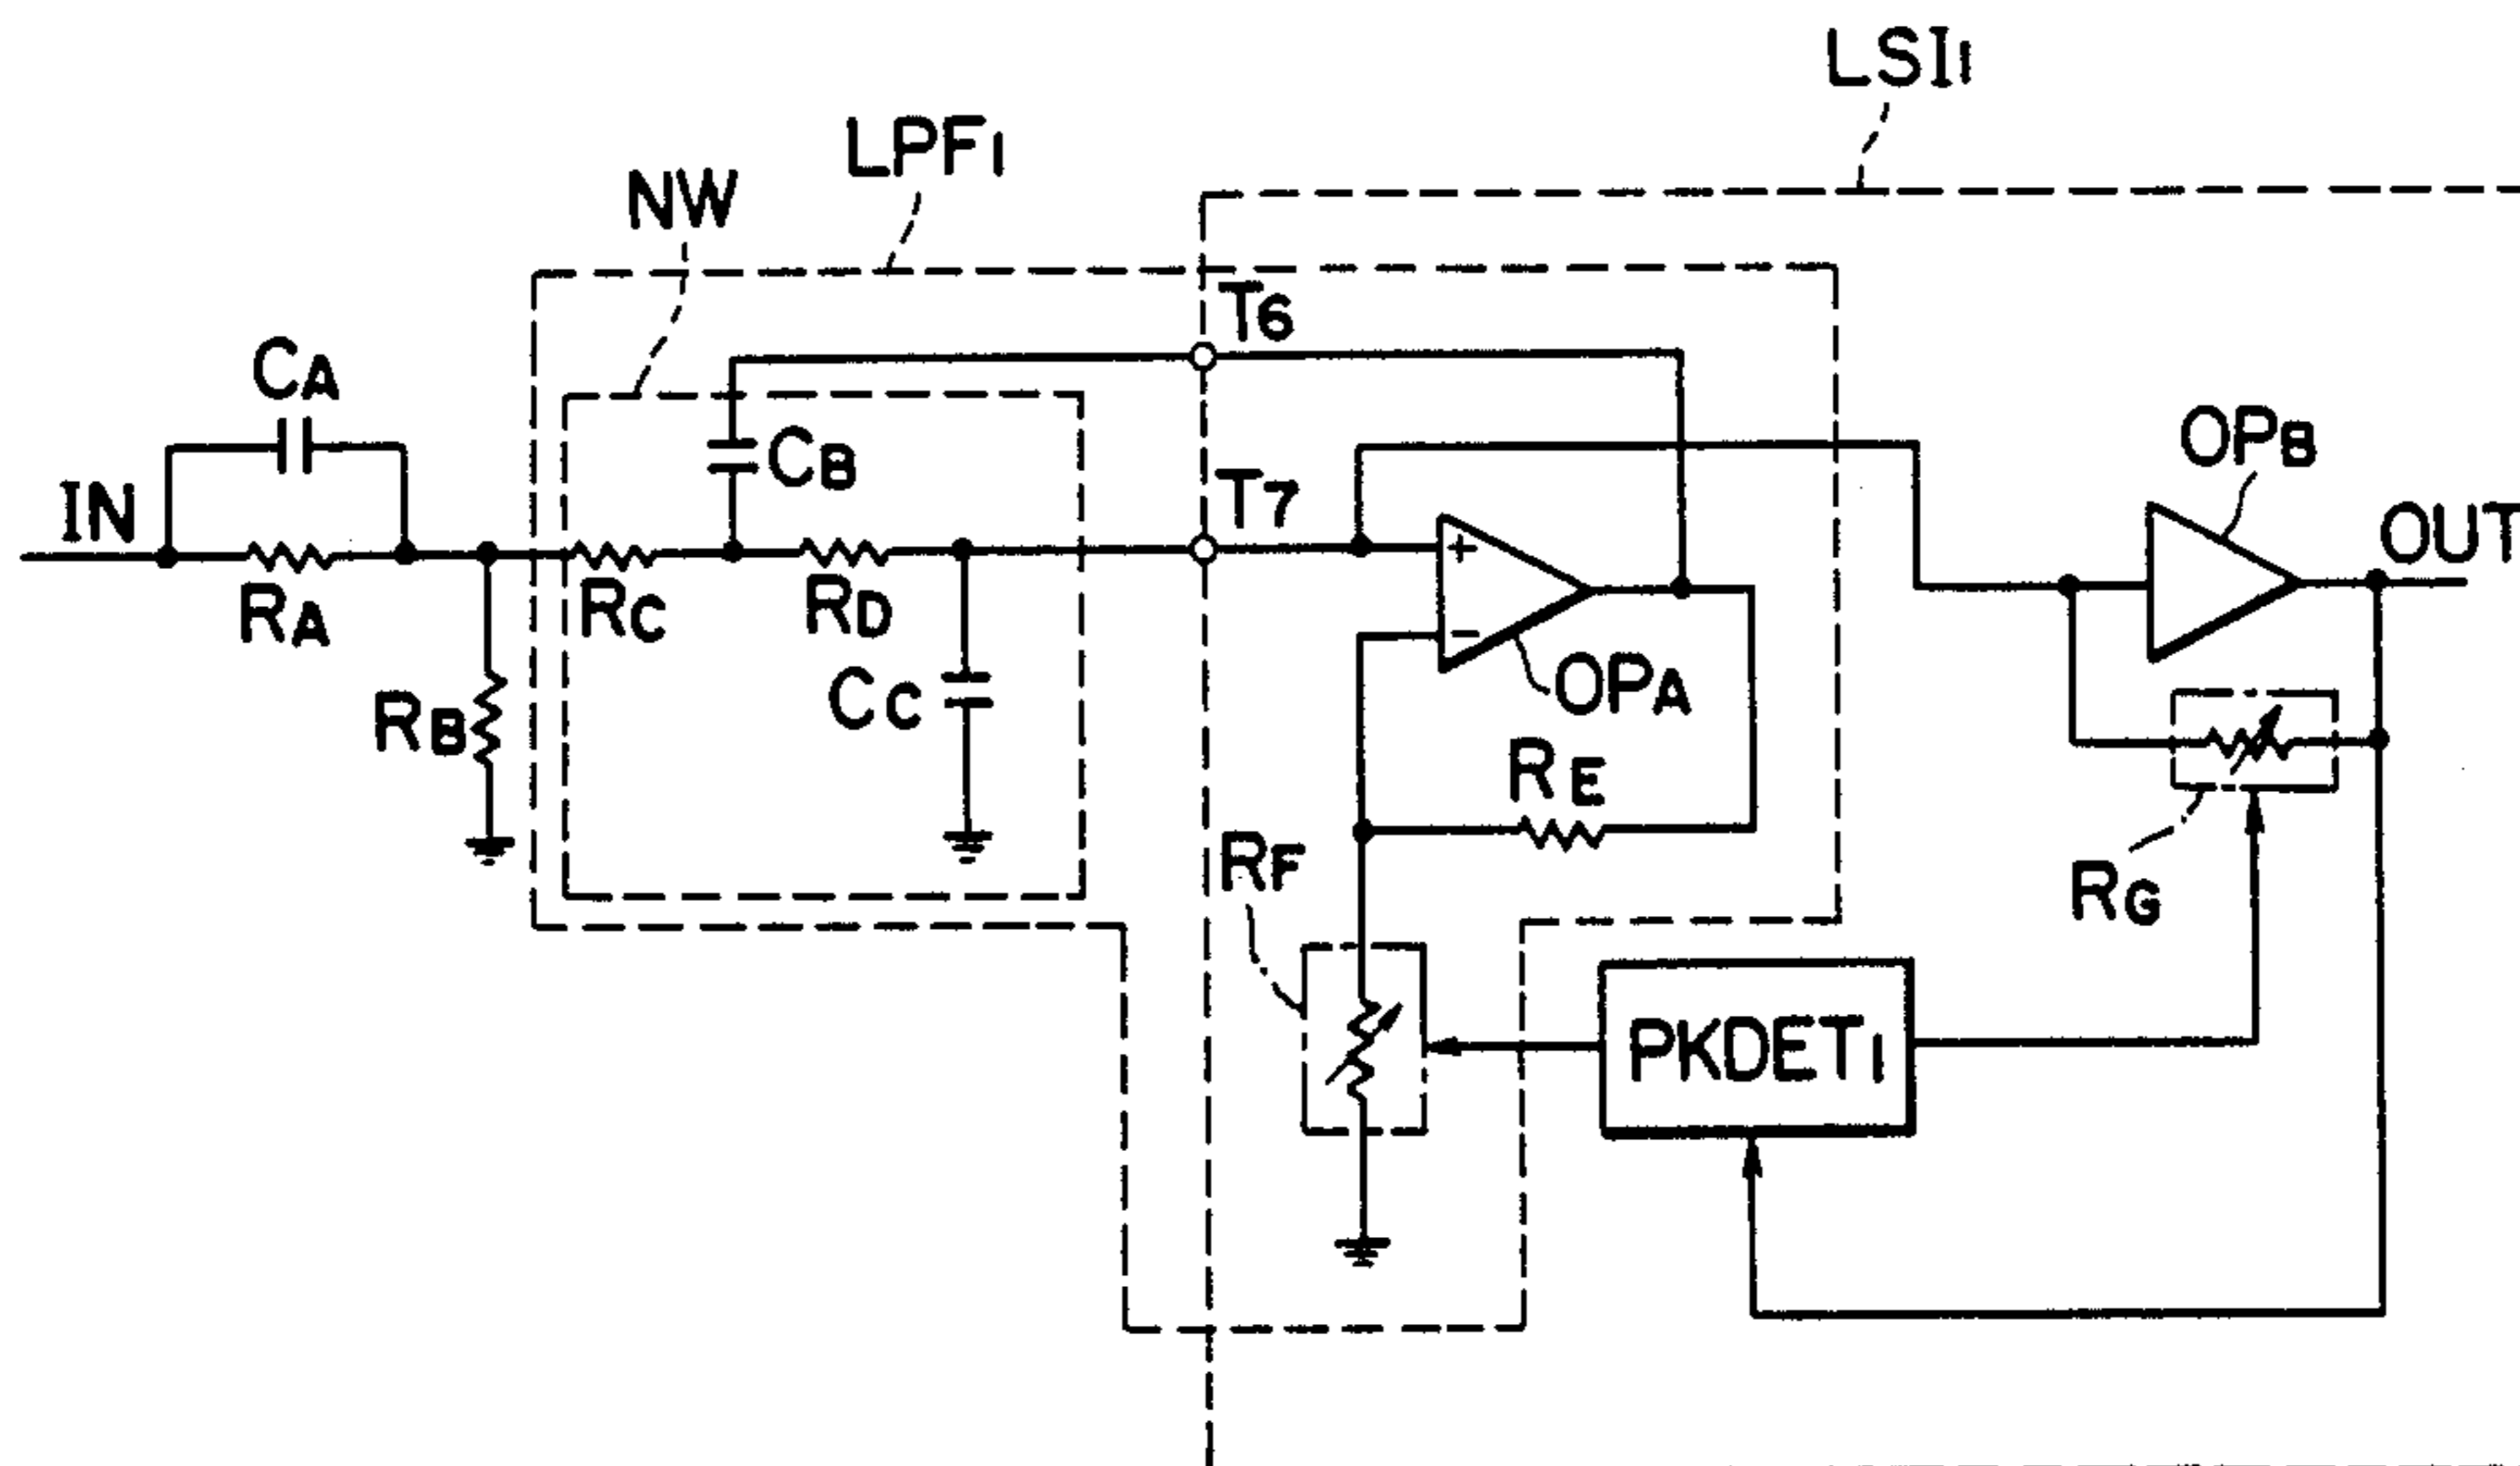 LSI1
LPF1
NW
T6
CA
OPB
CB
IN
T7
OUT
RA
RC
RD
+
−
OPA
RB
CC
RE
RF
RG
PKDET1